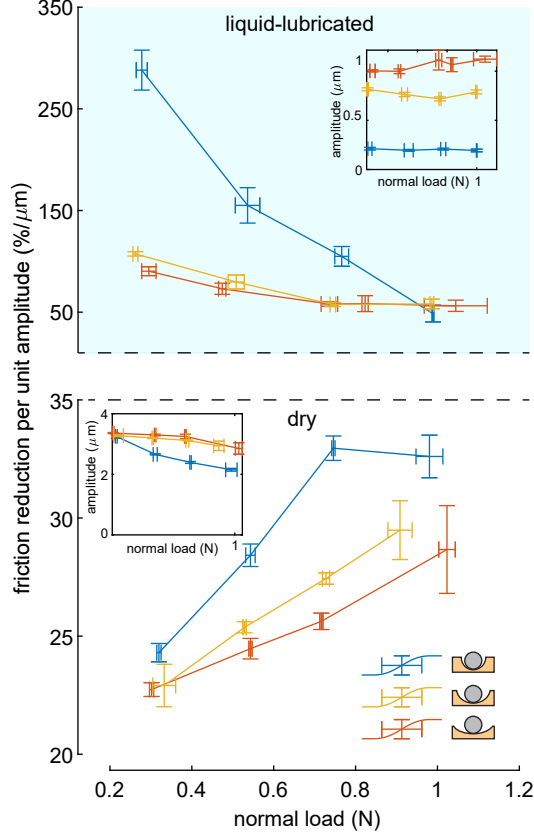 liquid-lubricated
350
250
150
50
1
0.5
0
amplitude (μm)
normal load (N) 1
friction reduction per unit amplitude (%/μm)
35
30
25
20
dry
4
2
0
amplitude (μm)
1
normal load (N)
0.2 0.4 0.6 0.8 1 1.2
normal load (N)